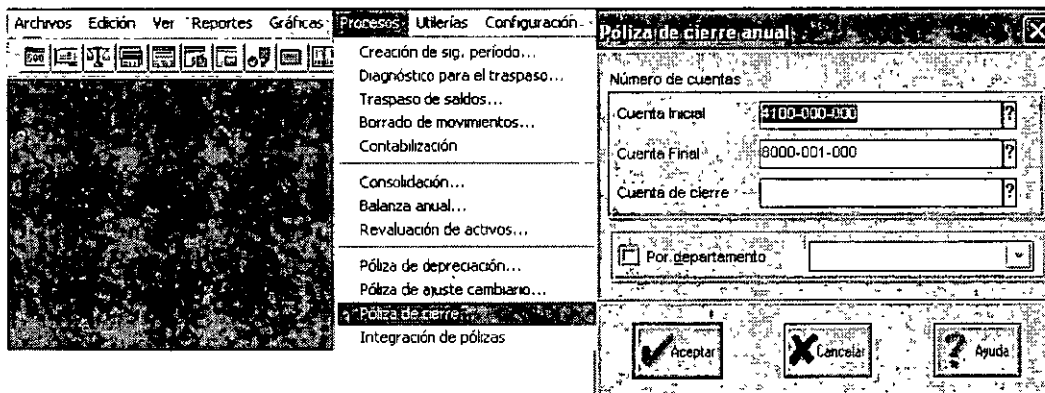 Archivos Edición Ver Reportes Gráficas Procesos Utilerías Configuración
Creación de sig. período...
Diagnóstico para el traspaso...
Traspaso de saldos...
Borrado de movimientos...
Contabilización
Consolidación...
Balanza anual...
Revaluación de activos...
Póliza de depreciación...
Póliza de ajuste cambiario...
Póliza de cierre...
Integración de pólizas
Póliza de cierre anual
Número de cuentas
Cuenta Inicial 4100-000-000 ?
Cuenta Final 8000-001-000 ?
Cuenta de cierre ?
Por departamento
Aceptar Cancelar Ayuda